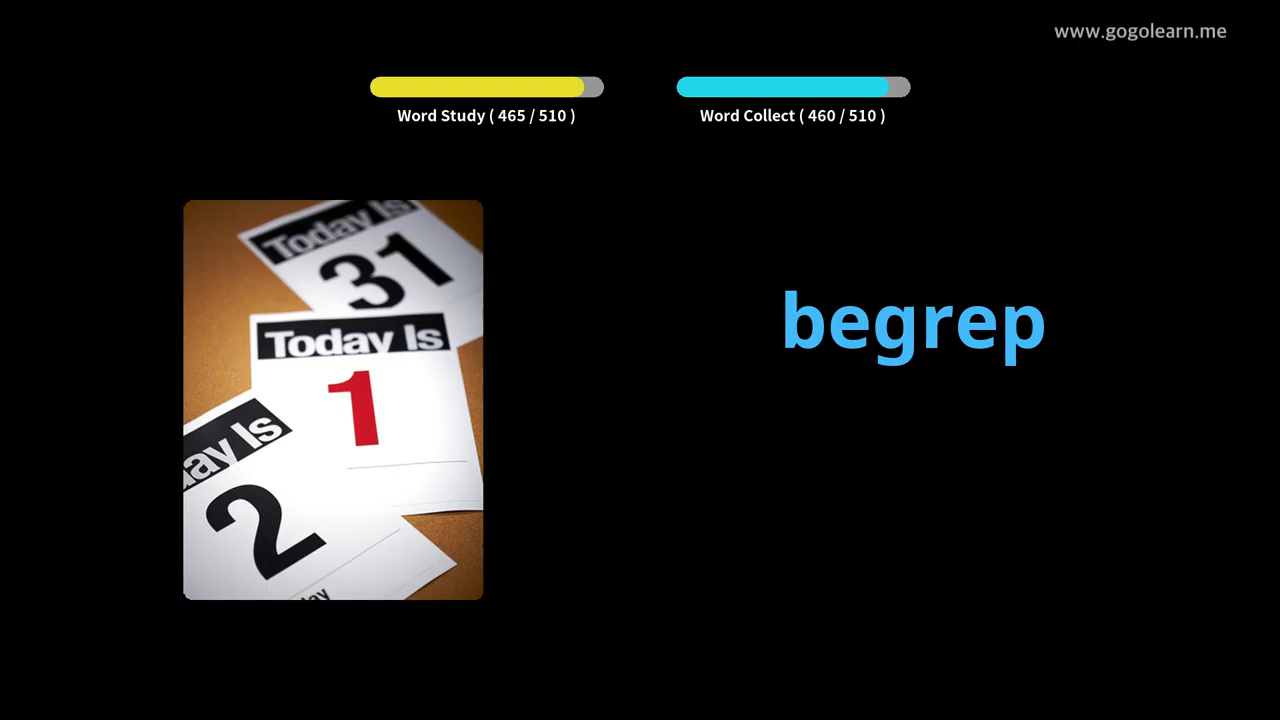 www.gogolearn.me
Word Study ( 465 / 510 )
Word Collect ( 460 / 510 )
Today Is
31
Today Is
1
begrep
ay Is
2